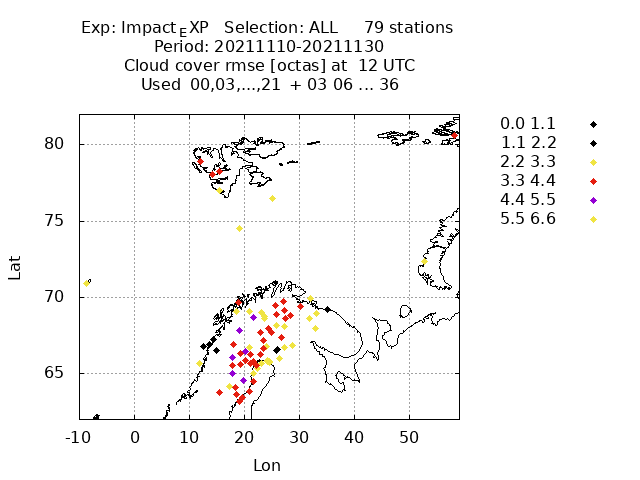 Exp: Impact_EXP   Selection: ALL     79 stations
Period: 20211110-20211130
Cloud cover rmse [octas] at  12 UTC
Used  00,03,...,21  + 03 06 ... 36
0.0 1.1
1.1 2.2
2.2 3.3
3.3 4.4
4.4 5.5
5.5 6.6
80
75
70
65
Lat
-10 0 10 20 30 40 50
Lon